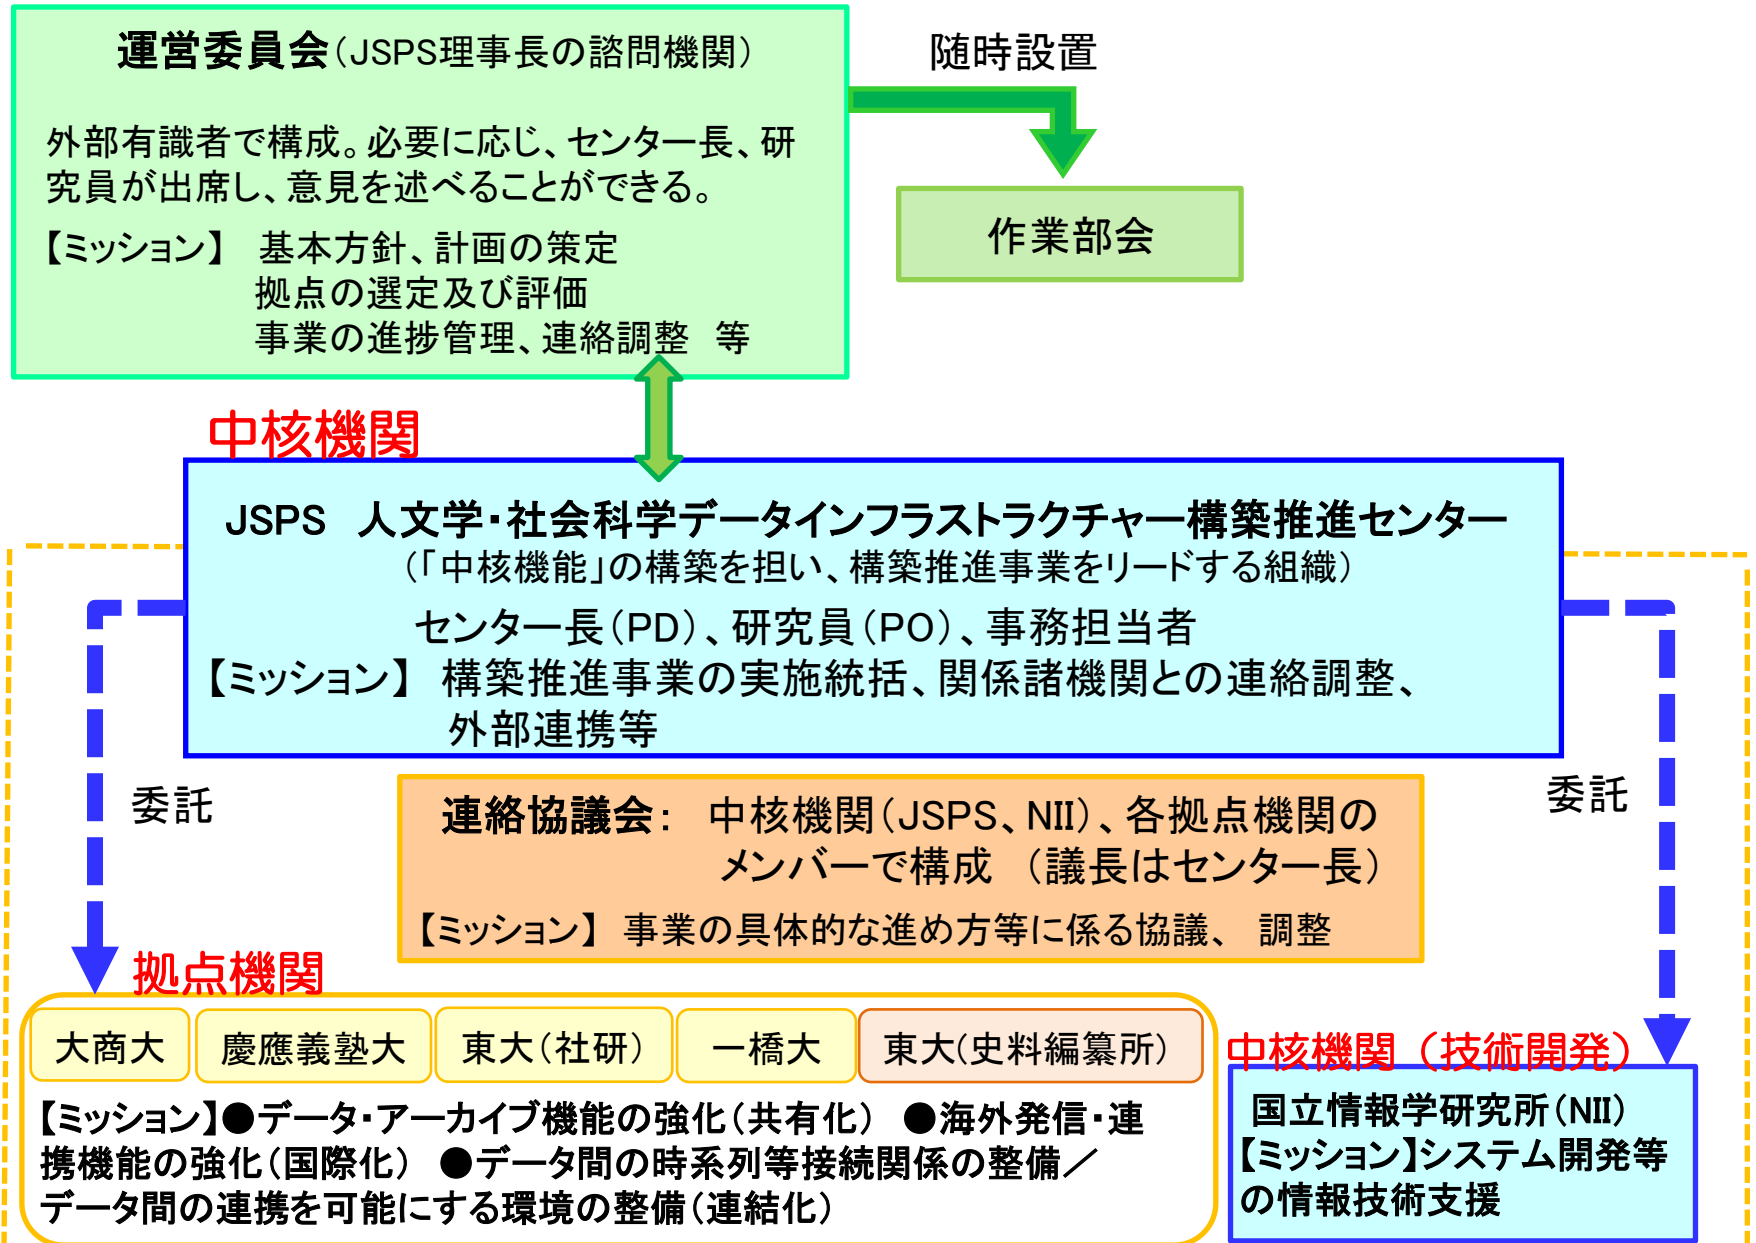 運営委員会（JSPS理事長の諮問機関）
随時設置
外部有識者で構成。必要に応じ、センター長、研
究員が出席し、意見を述べることができる。
【ミッション】 基本方針、計画の策定
拠点の選定及び評価
事業の進捗管理、連絡調整 等
作業部会
中核機関
JSPS 人文学・社会科学データインフラストラクチャー構築推進センター
（「中核機能」の構築を担い、構築推進事業をリードする組織）
センター長（PD）、研究員（PO）、事務担当者
【ミッション】 構築推進事業の実施統括、関係諸機関との連絡調整、
外部連携等
委託
委託
連絡協議会： 中核機関（JSPS、NII）、各拠点機関の
メンバーで構成 （議長はセンター長）
【ミッション】 事業の具体的な進め方等に係る協議、 調整
拠点機関
大商大
慶應義塾大
東大（社研）
一橋大
東大（史料編纂所）
【ミッション】●データ・アーカイブ機能の強化（共有化） ●海外発信・連
携機能の強化（国際化） ●データ間の時系列等接続関係の整備／
データ間の連携を可能にする環境の整備（連結化）
中核機関（技術開発）
国立情報学研究所（NII）
【ミッション】システム開発等
の情報技術支援